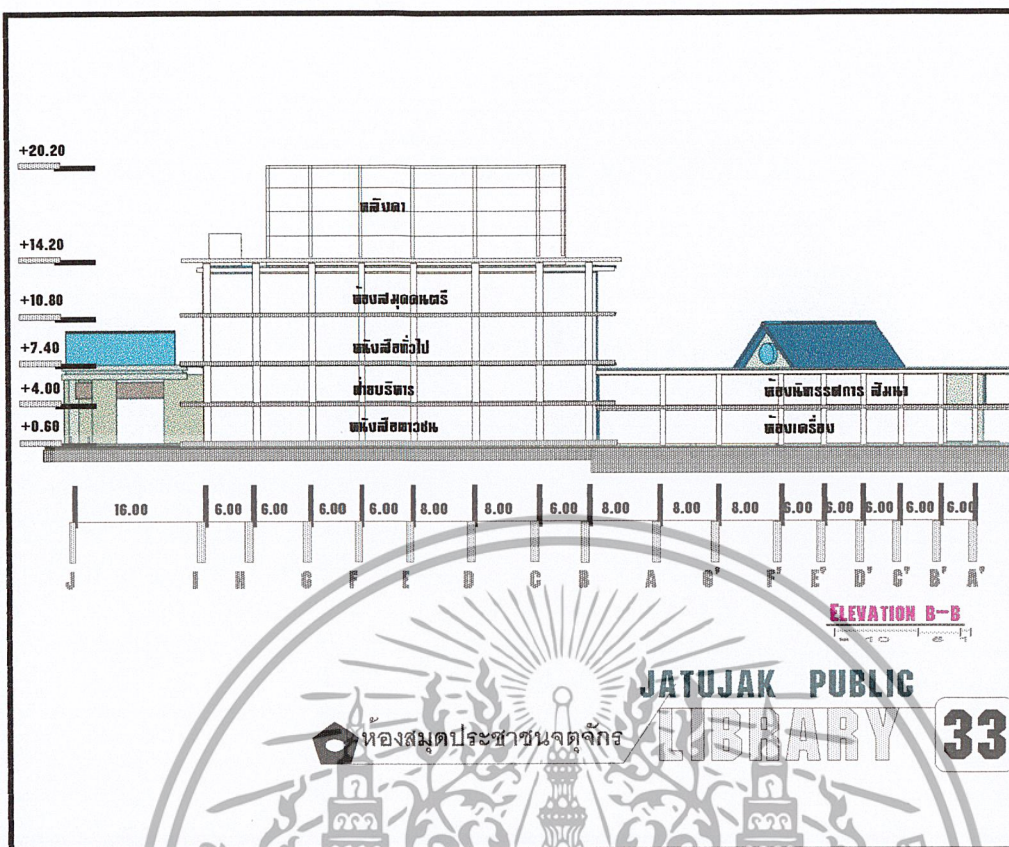 +20.20
หลังคา
+14.20
+10.80
ห้องสมุดดนตรี
+7.40
หนังสือทั่วไป
+4.00
ฝ่ายบริหาร
ห้องนิทรรศการ สัมนา
+0.60
หนังสือเยาวชน
ห้องเครื่อง
16.00 6.00 6.00 6.00 6.00 8.00 8.00 6.00 8.00 8.00 8.00 6.00 6.00 6.00 6.00 6.00
J I H G F E D C B A G' F' E' D' C' B' A'
ELEVATION B-B
JATUJAK PUBLIC
LIBRARY 33
ห้องสมุดประชาชนจตุจักร